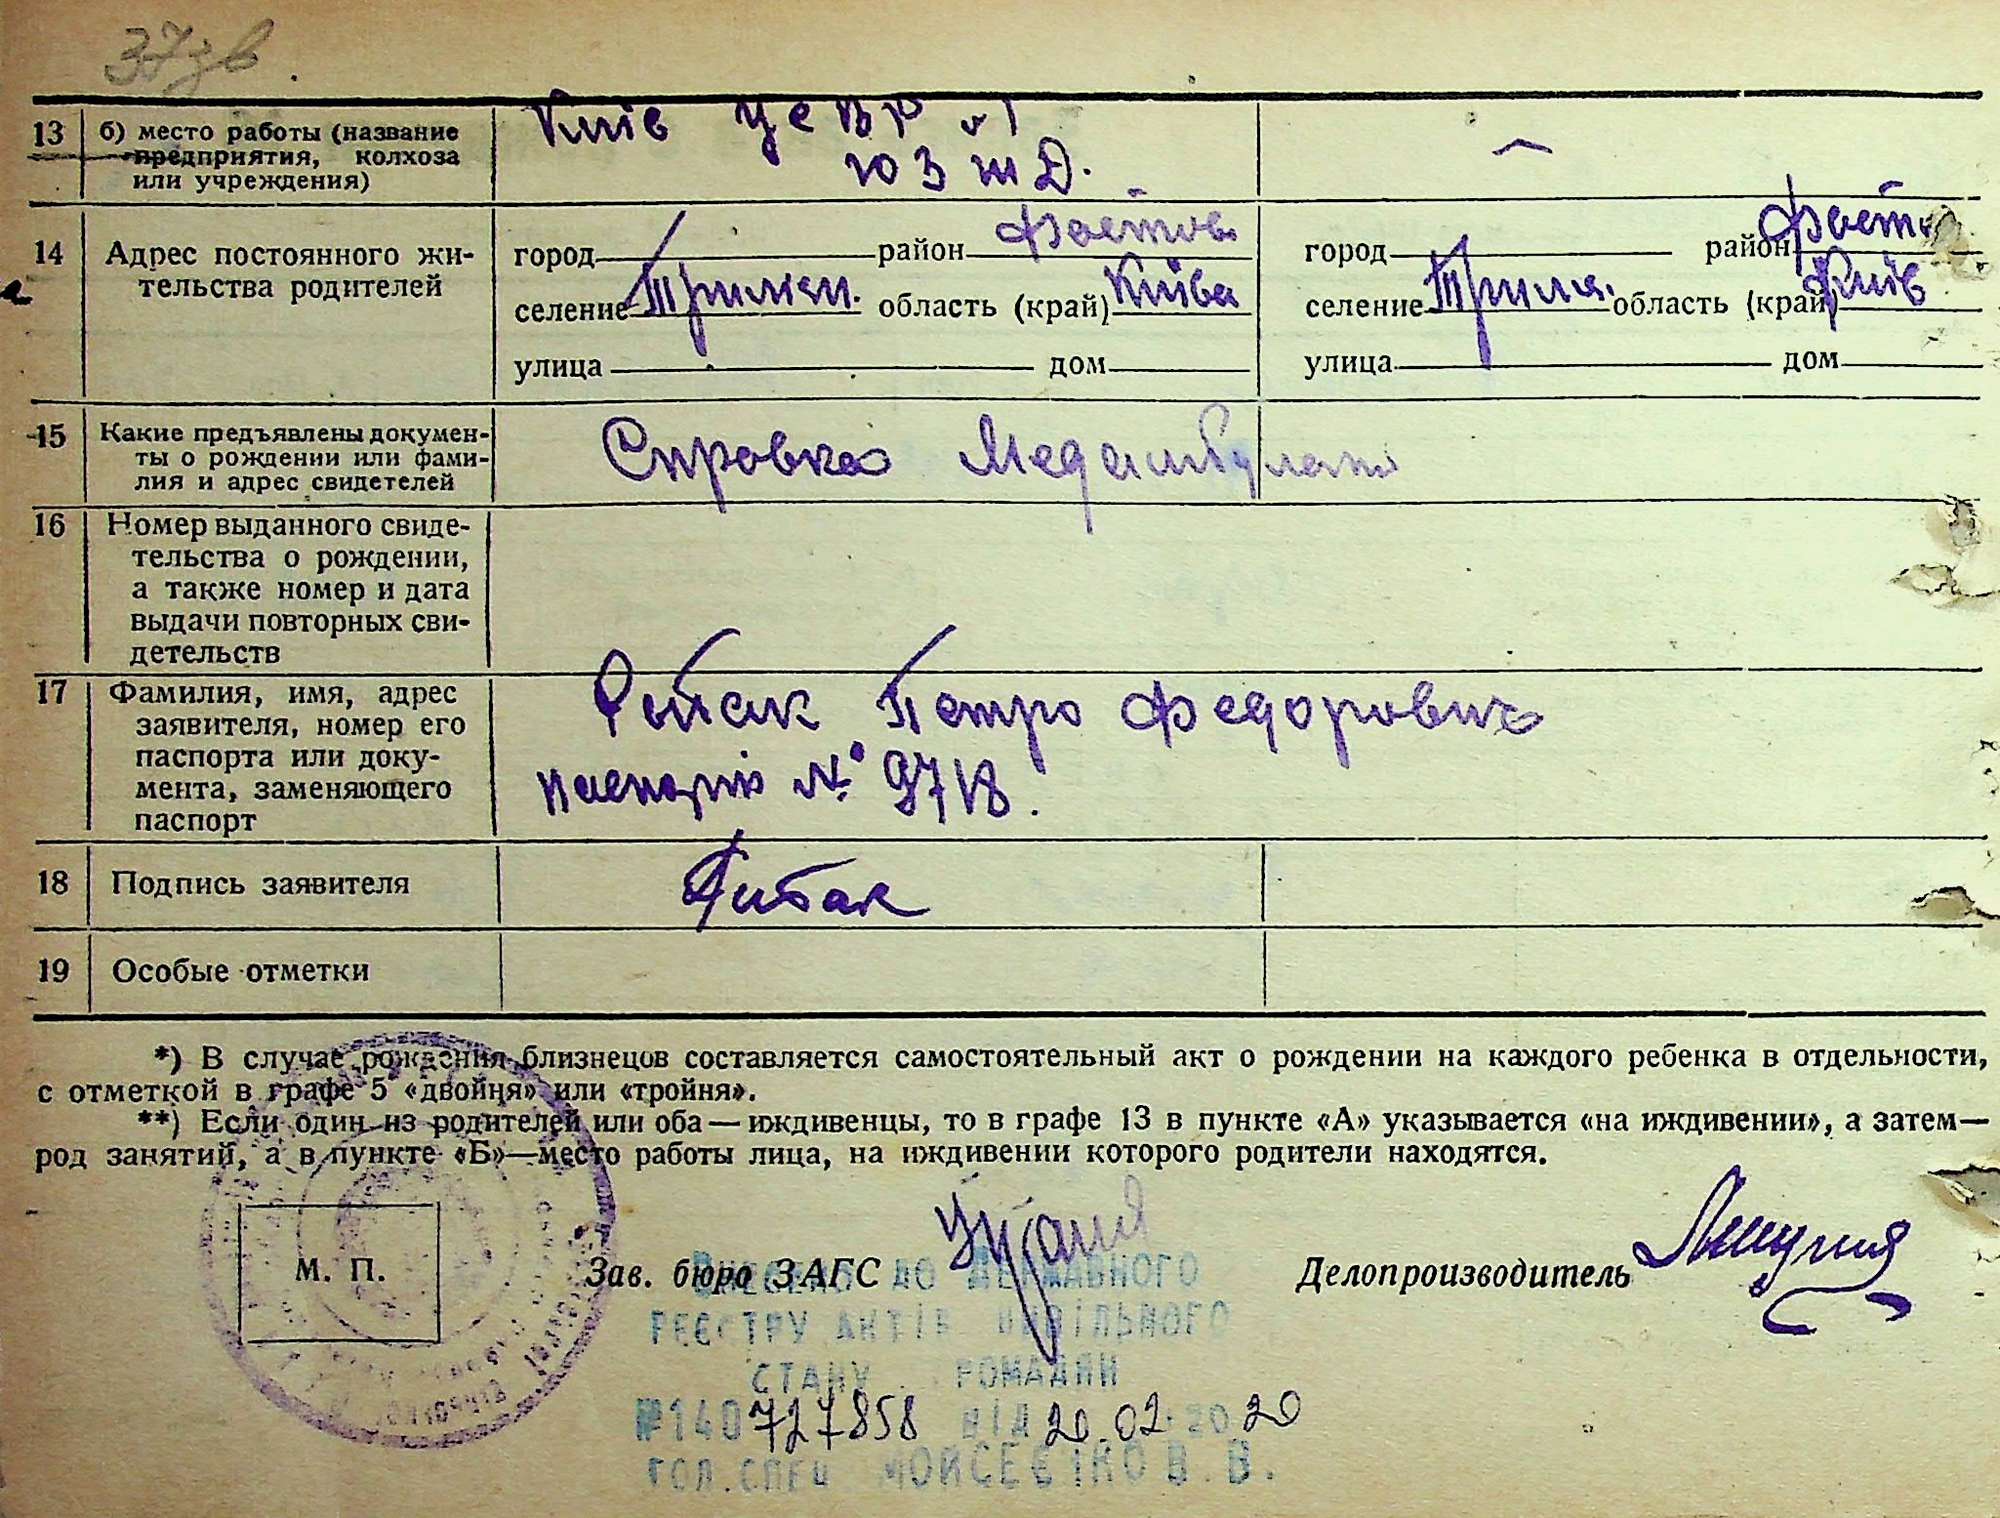 37зв
13 б) место работы (название предприятия, колхоза или учреждения) Київ
ЮЗ ЖД.
14 Адрес постоянного жительства родителей
город район Фастов город район Фаст
селение область (край) Київ селение область (край) Київ
улица дом улица дом
15 Какие предъявлены документы о рождении или фамилия и адрес свидетелей Справка
16 Номер выданного свидетельства о рождении, а также номер и дата выдачи повторных свидетельств
17 Фамилия, имя, адрес заявителя, номер его паспорта или документа, заменяющего паспорт Рибак Петро Федорович
паспорт №
18 Подпись заявителя Рибак
19 Особые отметки
*) В случае рождения близнецов составляется самостоятельный акт о рождении на каждого ребенка в отдельности,
с отметкой в графе 5 «двойня» или «тройня».
**) Если один из родителей или оба — иждивенцы, то в графе 13 в пункте «А» указывается «на иждивении», а затем—
род занятий, а в пункте «Б»—место работы лица, на иждивении которого родители находятся.
М. П. Зав. бюро ЗАГС Делопроизводитель
Внесено до Державного
реєстру актів цивільного
стану громадян
№140727858 від 20.02.2020
гол.спец Мойсеєнко В. В.